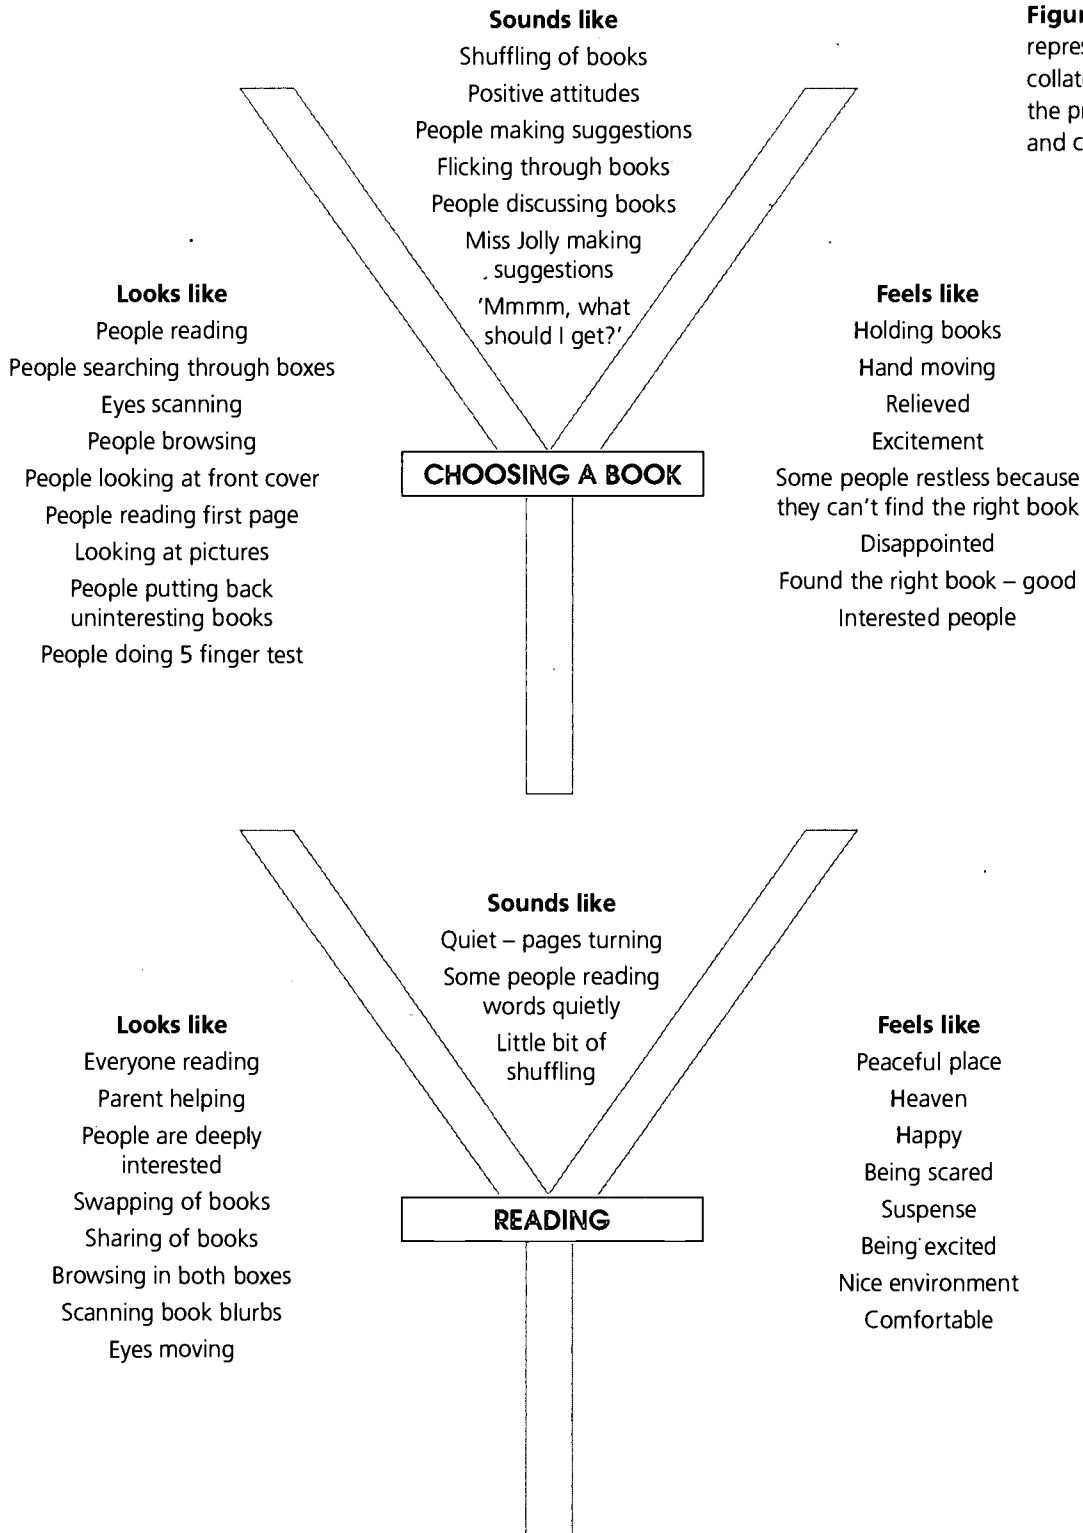 Sounds like
Shuffling of books
Positive attitudes
People making suggestions
Flicking through books
People discussing books
Miss Jolly making
suggestions
'Mmmm, what
should I get?'
Looks like
People reading
People searching through boxes
Eyes scanning
People browsing
People looking at front cover
People reading first page
Looking at pictures
People putting back
uninteresting books
People doing 5 finger test
Feels like
Holding books
Hand moving
Relieved
Excitement
Some people restless because
they can't find the right book
Disappointed
Found the right book – good
Interested people
CHOOSING A BOOK
the
and
Sounds like
Quiet – pages turning
Some people reading
words quietly
Little bit of
shuffling
Looks like
Everyone reading
Parent helping
People are deeply
interested
Swapping of books
Sharing of books
Browsing in both boxes
Scanning book blurbs
Eyes moving
Feels like
Peaceful place
Heaven
Happy
Being scared
Suspense
Being excited
Nice environment
Comfortable
READING